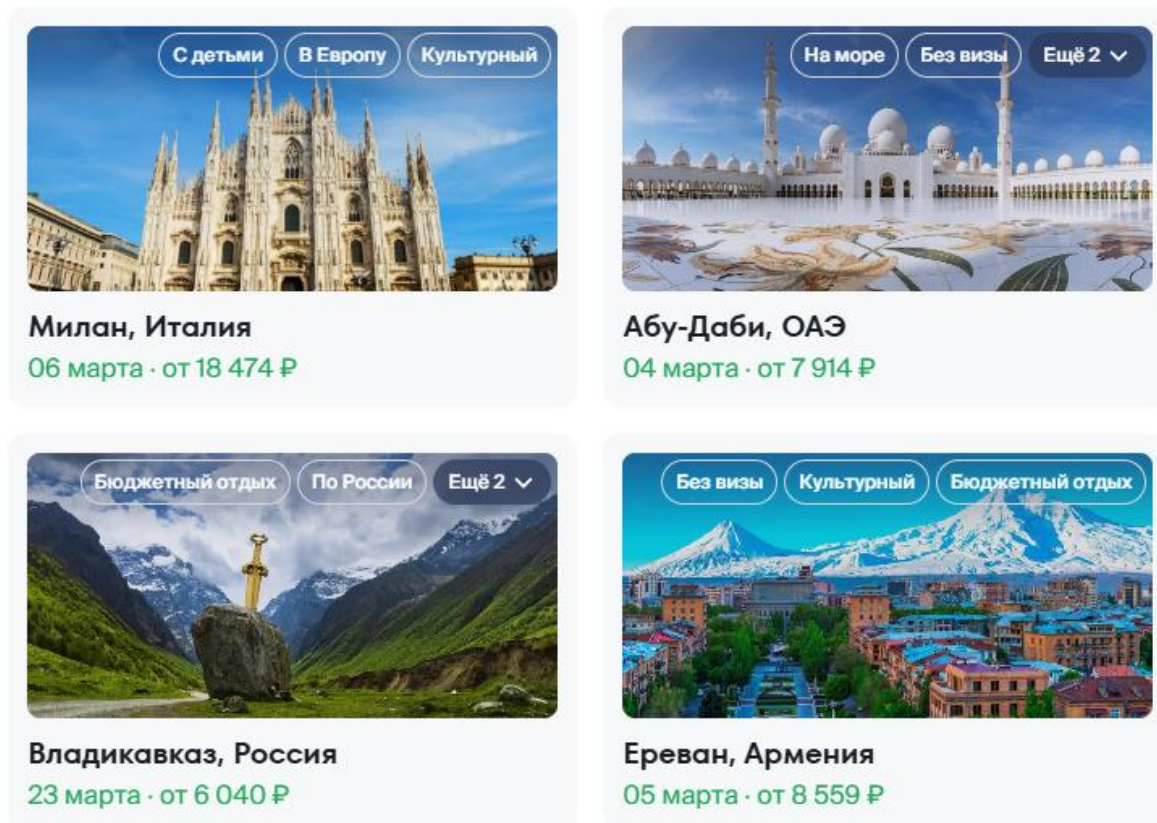 С детьми В Европу Культурный
Милан, Италия
06 марта · от 18 474 ₽
На море Без визы Ещё 2
Абу-Даби, ОАЭ
04 марта · от 7 914 ₽
Бюджетный отдых По России Ещё 2
Владикавказ, Россия
23 марта · от 6 040 ₽
Без визы Культурный Бюджетный отдых
Ереван, Армения
05 марта · от 8 559 ₽